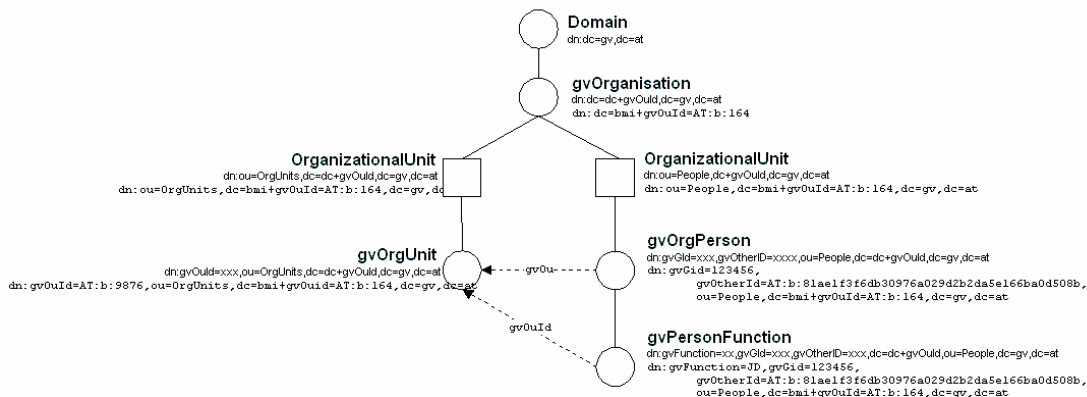 Domain
dn:dc=gv,dc=at
gvOrganisation
dn:dc=dc+gvOuId,dc=gv,dc=at
dn:dc=bmi+gvOuId=AT:b:164
OrganizationalUnit
dn:ou=OrgUnits,dc=dc+gvOuId,dc=gv,dc=at
dn:ou=OrgUnits,dc=bmi+gvOuId=AT:b:164,dc=gv,dc
OrganizationalUnit
dn:ou=People,dc+gvOuId,dc=gv,dc=at
dn:ou=People,dc=bmi+gvOuId=AT:b:164,dc=gv,dc=at
gvOrgUnit
dn:gvOuId=xxx,ou=OrgUnits,dc=dc+gvOuId,dc=gv,dc=at
dn:gvOuId=AT:b:9876,ou=OrgUnits,dc=bmi+gvOuid=AT:b:164,dc=gv,dc=at
gvOu
gvOrgPerson
dn:gvGId=xxx,gvOtherID=xxxx,ou=People,dc=dc+gvOuId,dc=gv,dc=at
dn:gvGid=123456,
gvOtherId=AT:b:81ae1f3f6db30976a029d2b2da5e166ba0d508b,
ou=People,dc=bmi+gvOuId=AT:b:164,dc=gv,dc=at
gvOuId
gvPersonFunction
dn:gvFunction=xx,gvGId=xxx,gvOtherID=xxx,dc=dc+gvOuId,ou=People,dc=gv,dc=at
dn:gvFunction=JD,gvGid=123456,
gvOtherId=AT:b:81ae1f3f6db30976a029d2b2da5e166ba0d508b,
ou=People,dc=bmi+gvOuId=AT:b:164,dc=gv,dc=at